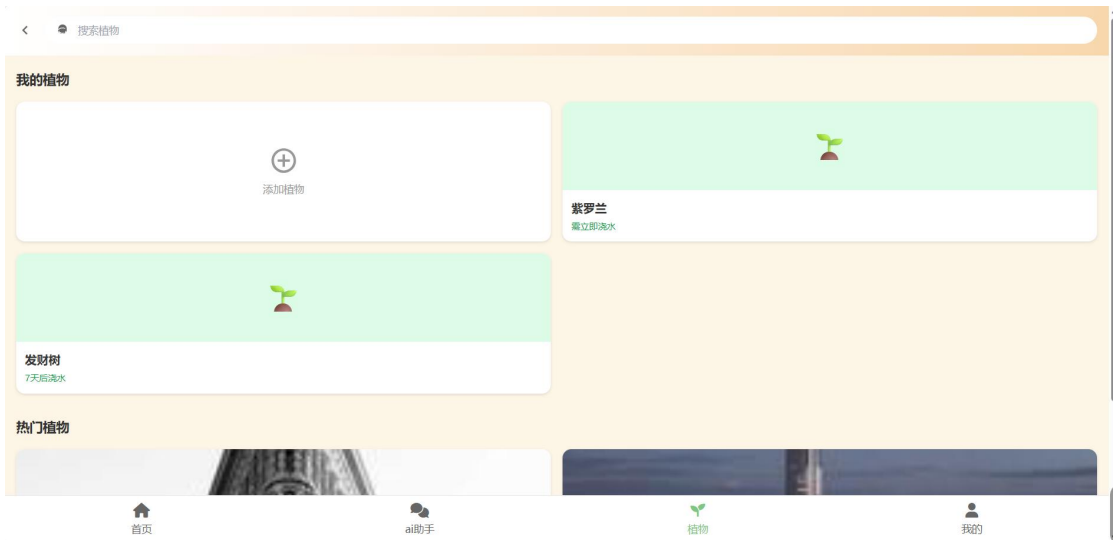 搜索植物
我的植物
添加植物
紫罗兰
需立即浇水
发财树
7天后浇水
热门植物
首页
ai助手
植物
我的